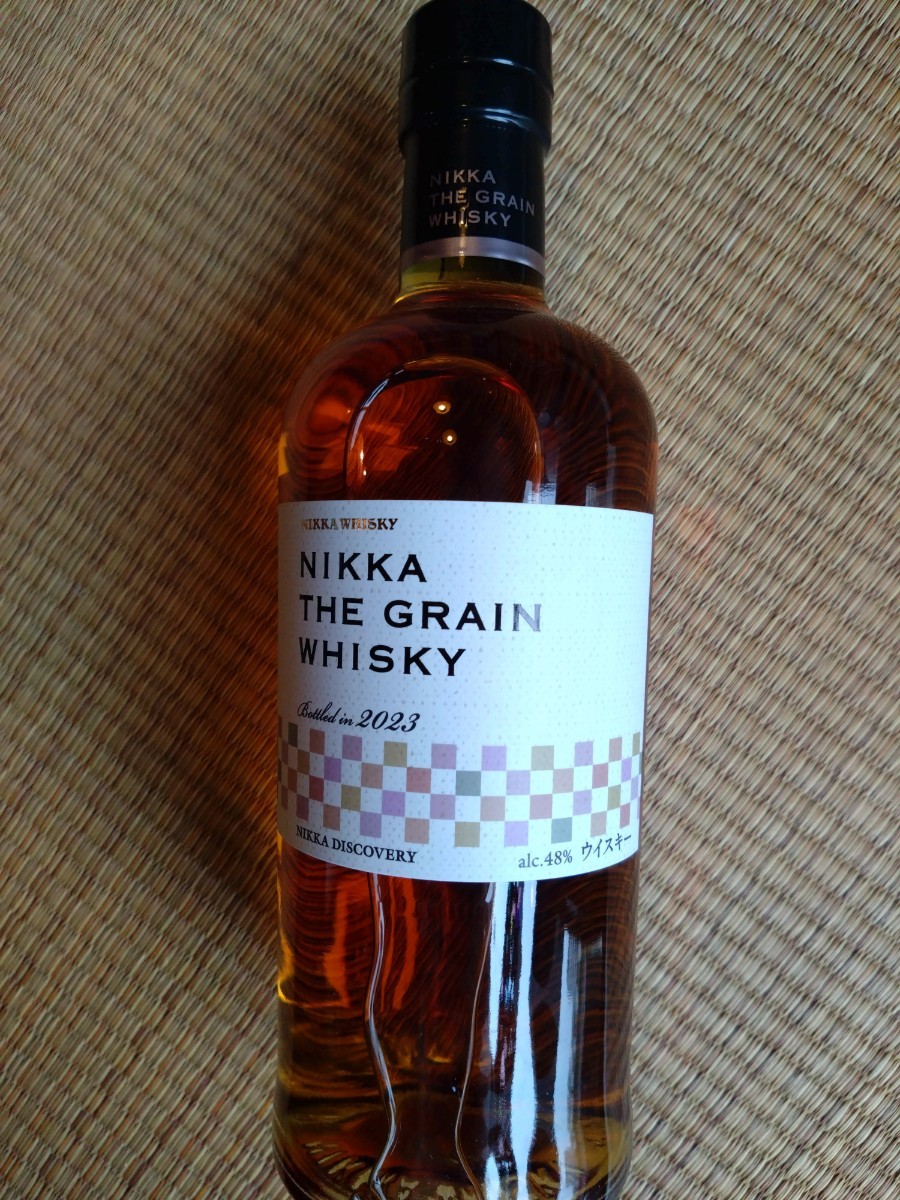 NIKKA
THE GRAIN
WHISKY
NIKKA WHISKY
NIKKA
THE GRAIN
WHISKY
Bottled in 2023
NIKKA DISCOVERY
alc.48% ウイスキー